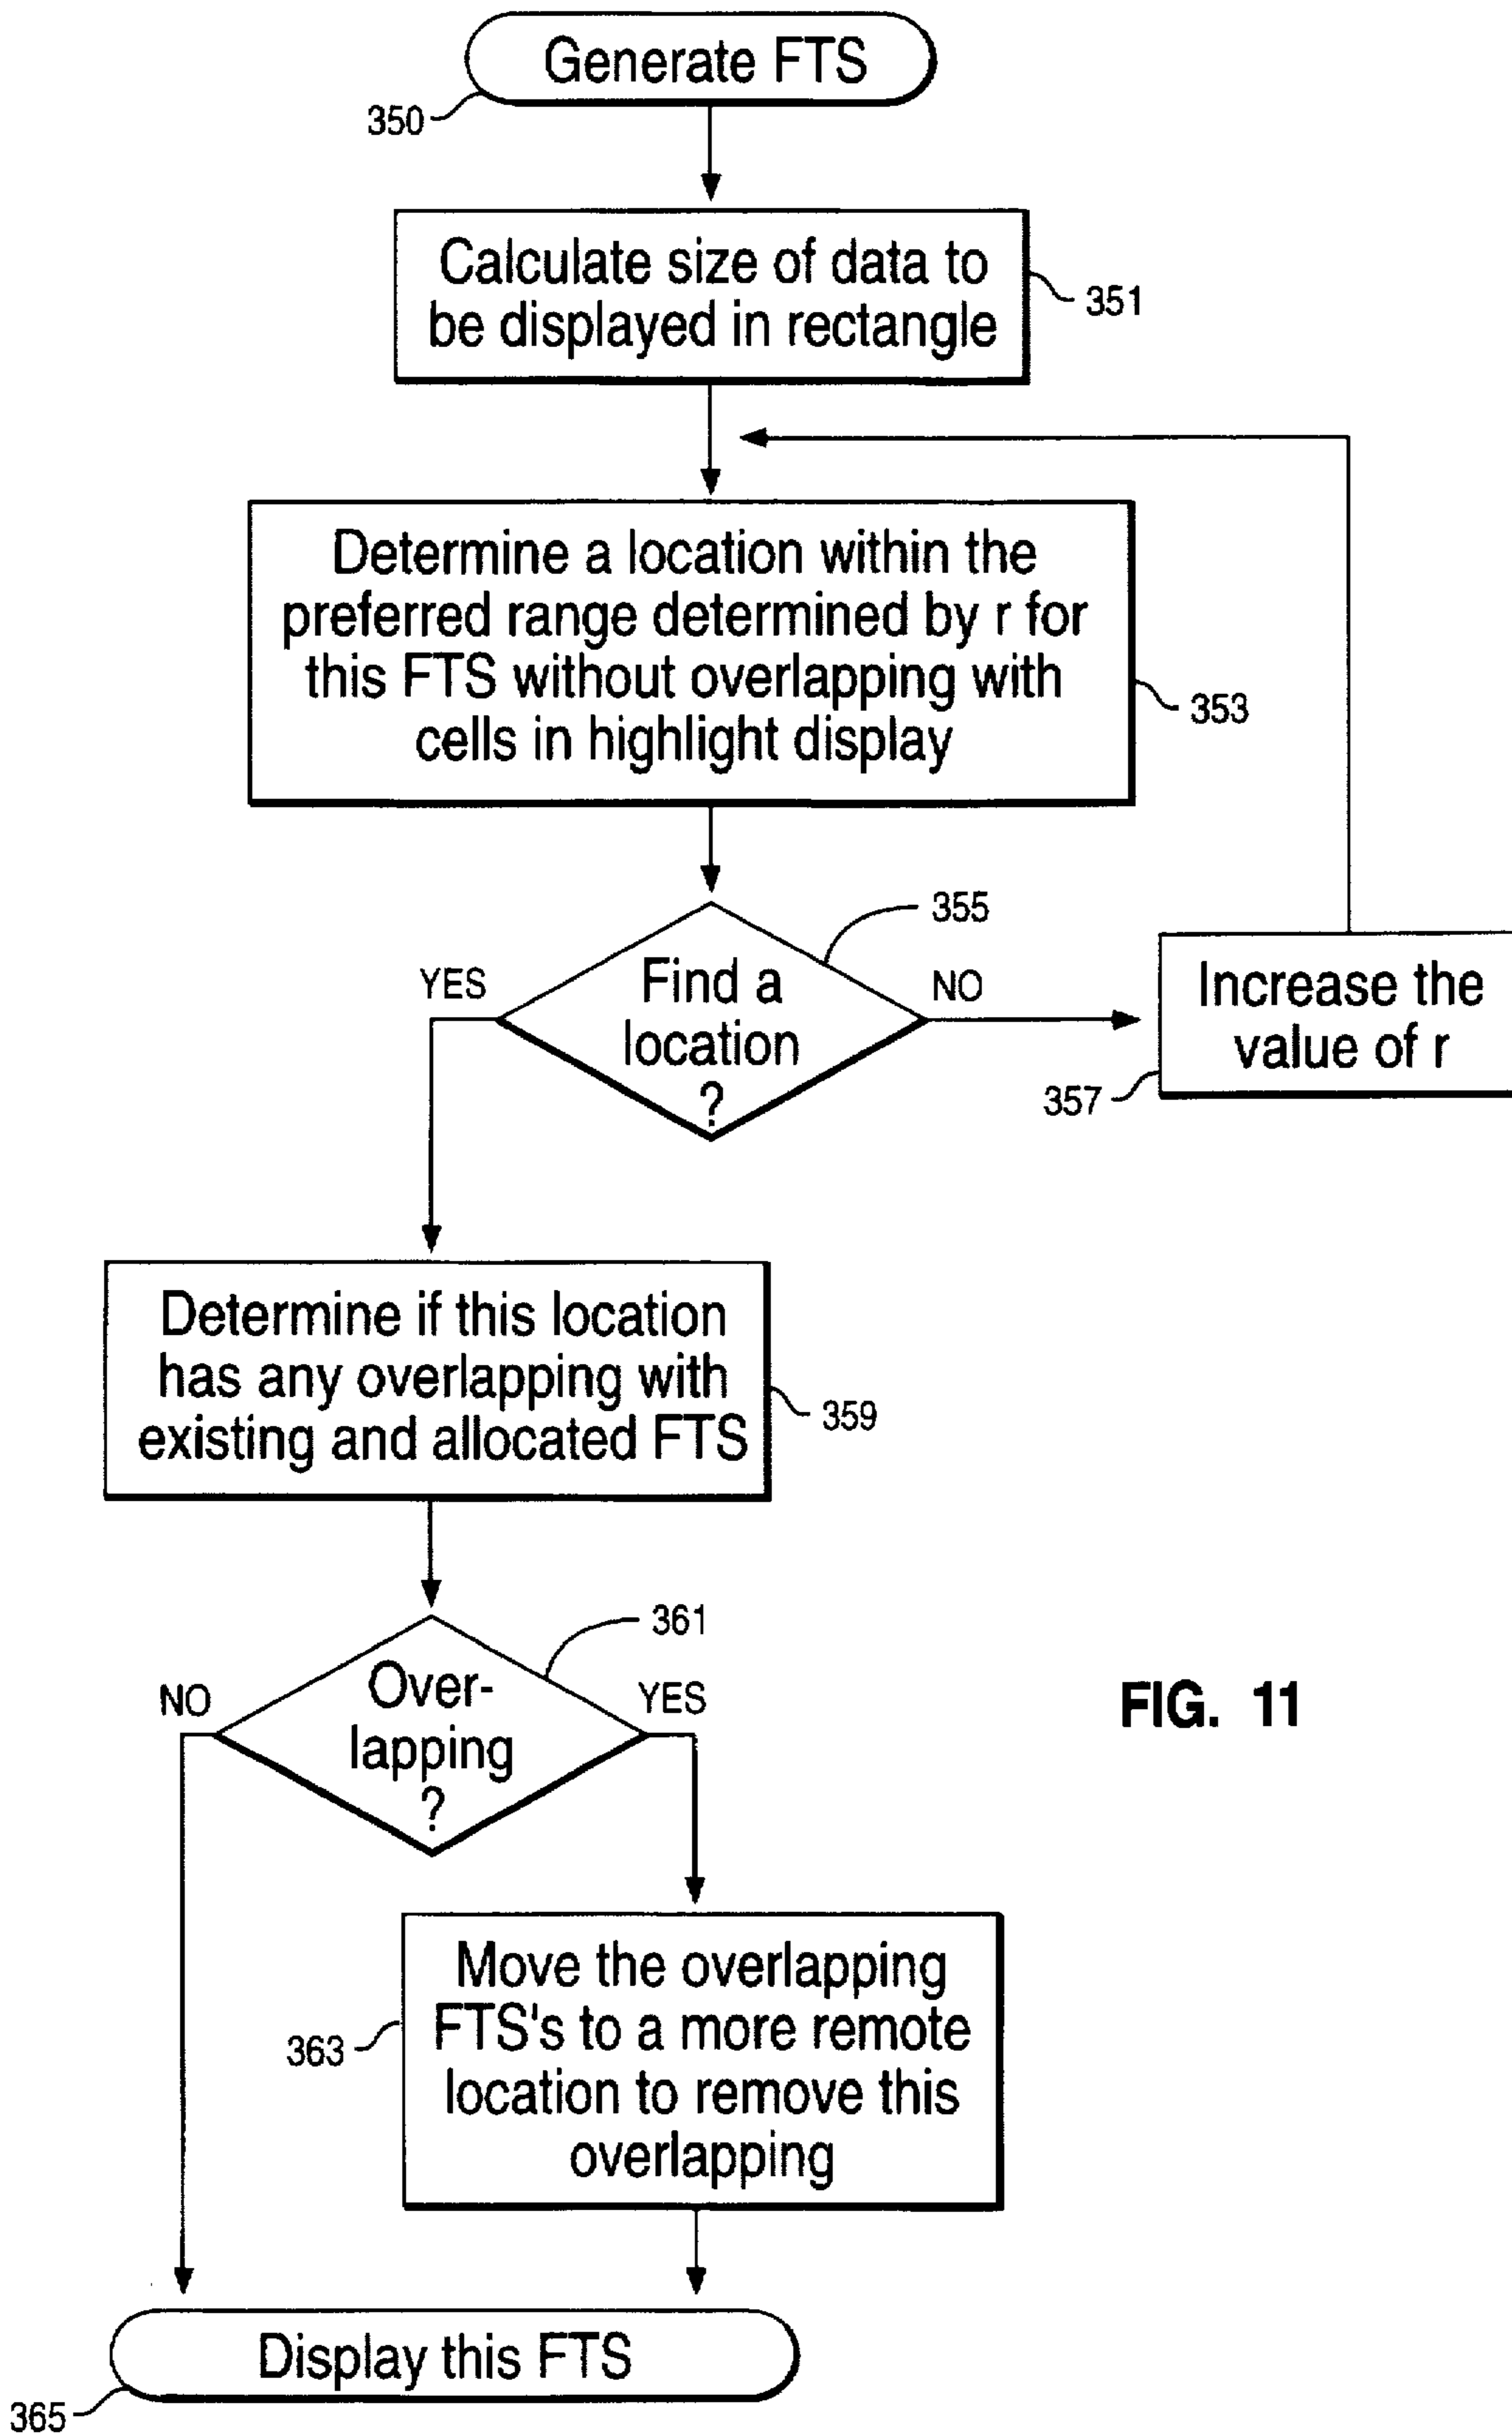 Generate FTS
350
Calculate size of data to
be displayed in rectangle
351
Determine a location within the
preferred range determined by r for
this FTS without overlapping with
cells in highlight display
353
355
YES
Find a
location
?
NO
Increase the
value of r
357
Determine if this location
has any overlapping with
existing and allocated FTS
359
361
NO
Over-
lapping
?
YES
FIG. 11
Move the overlapping
FTS's to a more remote
location to remove this
overlapping
363
Display this FTS
365